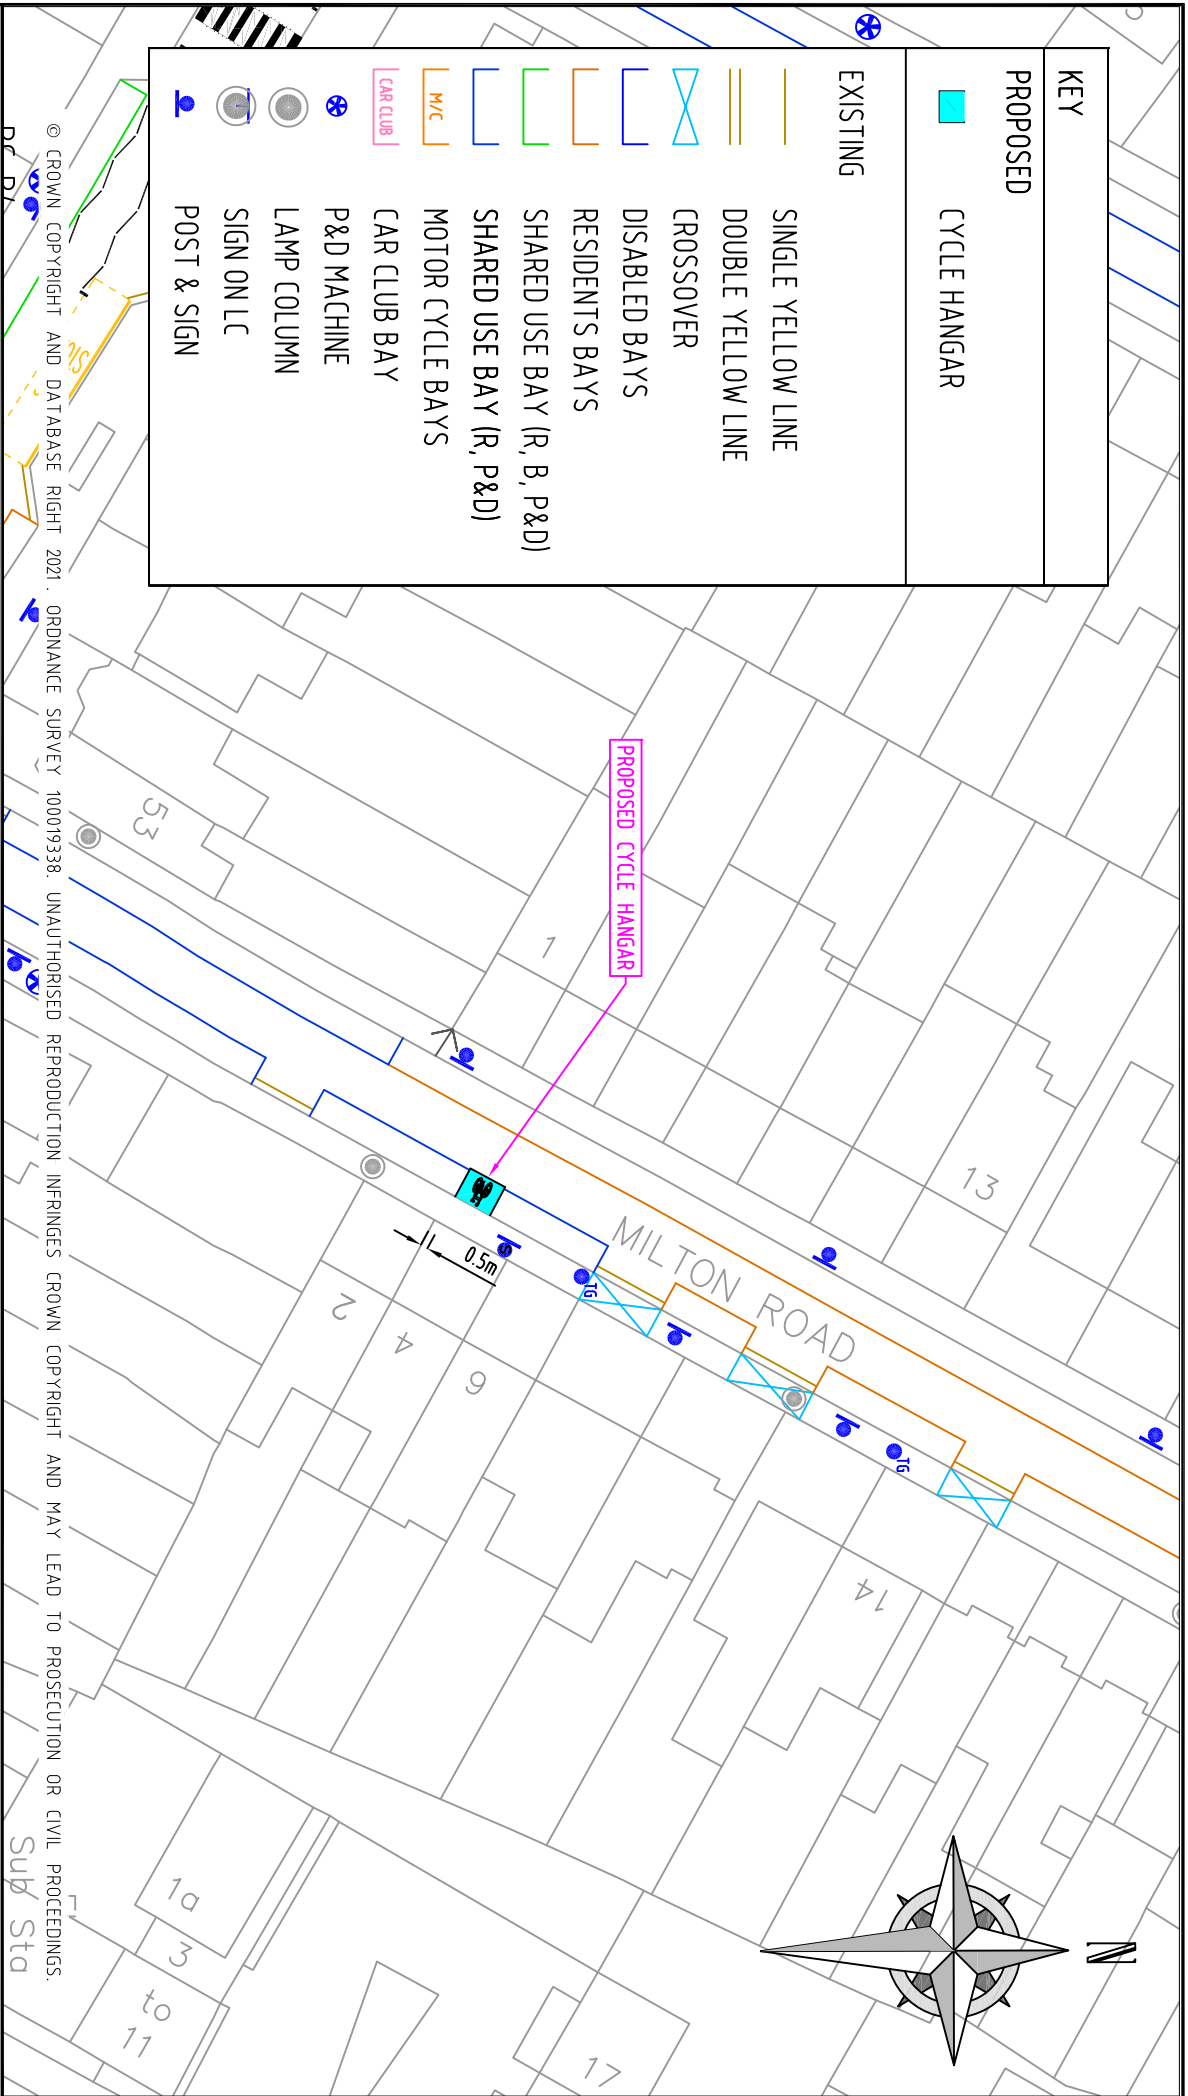 KEY
PROPOSED
CYCLE HANGAR
EXISTING
SINGLE YELLOW LINE
DOUBLE YELLOW LINE
CROSSOVER
DISABLED BAYS
RESIDENTS BAYS
SHARED USE BAY (R, B, P&D)
SHARED USE BAY (R, P&D)
M/C MOTOR CYCLE BAYS
CAR CLUB CAR CLUB BAY
P&D MACHINE
LAMP COLUMN
SIGN ON LC
POST & SIGN
N
PROPOSED CYCLE HANGAR
MILTON ROAD
0.5m
TG
TG
53
1
13
2
4
6
14
1a
3
to
11
17
Sub Sta
© CROWN COPYRIGHT AND DATABASE RIGHT 2021. ORDNANCE SURVEY 100019338. UNAUTHORISED REPRODUCTION INFRINGES CROWN COPYRIGHT AND MAY LEAD TO PROSECUTION OR CIVIL PROCEEDINGS.